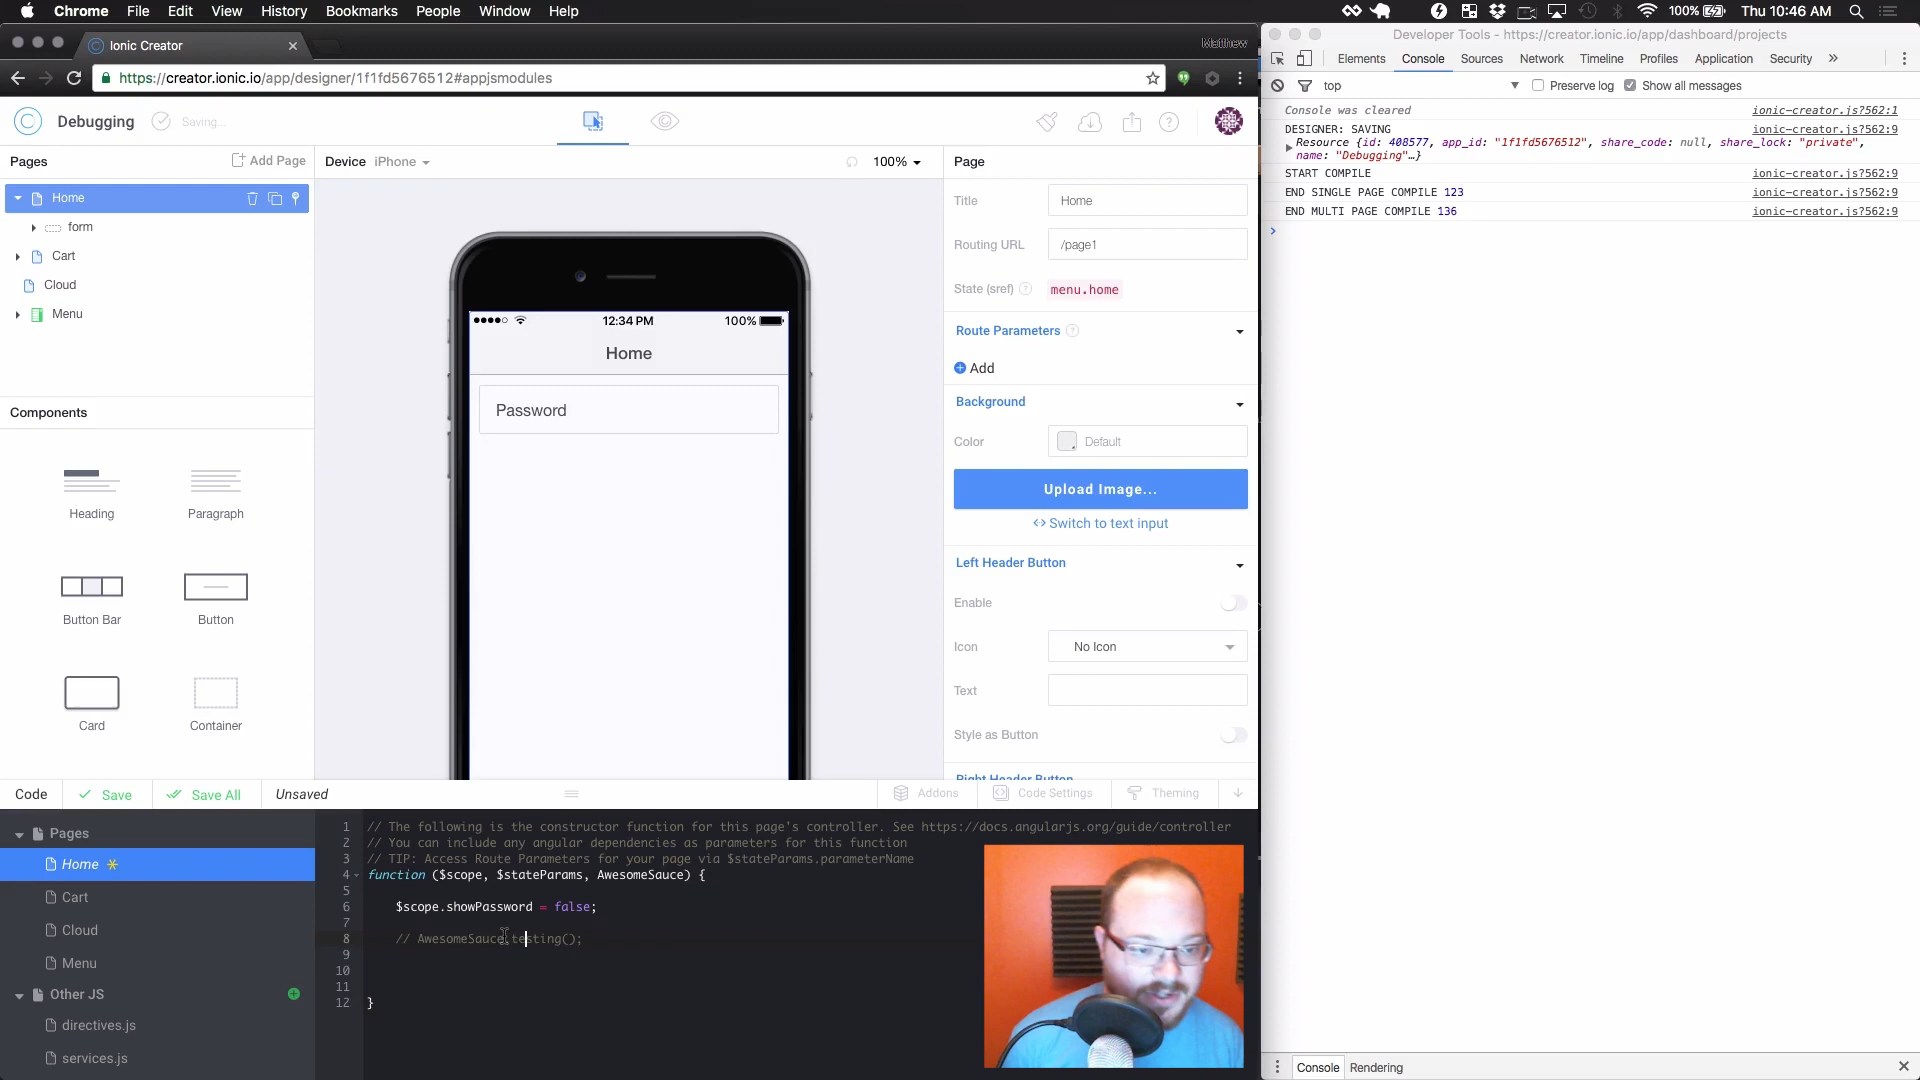 Chrome File Edit View History Bookmarks People Window Help
100% Thu 10:46 AM
Ionic Creator
Matthew
https://creator.ionic.io/app/designer/1f1fd5676512#appjsmodules
Debugging
Saving...
Pages
Add Page
Home
form
Cart
Cloud
Menu
Components
Heading
Paragraph
Button Bar
Button
Card
Container
Device iPhone
100%
12:34 PM
100%
Home
Password
Page
Title
Home
Routing URL
/page1
State (sref)
menu.home
Route Parameters
Add
Background
Color
Default
Upload Image...
Switch to text input
Left Header Button
Enable
Icon
No Icon
Text
Style as Button
Right Header Button
Code
Save
Save All
Unsaved
Addons
Code Settings
Theming
Pages
Home
Cart
Cloud
Menu
Other JS
directives.js
services.js
1 // The following is the constructor function for this page's controller. See https://docs.angularjs.org/guide/controller
2 // You can include any angular dependencies as parameters for this function
3 // TIP: Access Route Parameters for your page via $stateParams.parameterName
4 function ($scope, $stateParams, AwesomeSauce) {
5
6 $scope.showPassword = false;
7
8 // AwesomeSauce.testing();
9
10
11
12 }
Developer Tools - https://creator.ionic.io/app/dashboard/projects
Elements Console Sources Network Timeline Profiles Application Security
top
Preserve log
Show all messages
Console was cleared
ionic-creator.js?562:1
DESIGNER: SAVING
ionic-creator.js?562:9
Resource {id: 408577, app_id: "1f1fd5676512", share_code: null, share_lock: "private",
name: "Debugging"…}
START COMPILE
ionic-creator.js?562:9
END SINGLE PAGE COMPILE 123
ionic-creator.js?562:9
END MULTI PAGE COMPILE 136
ionic-creator.js?562:9
Console
Rendering